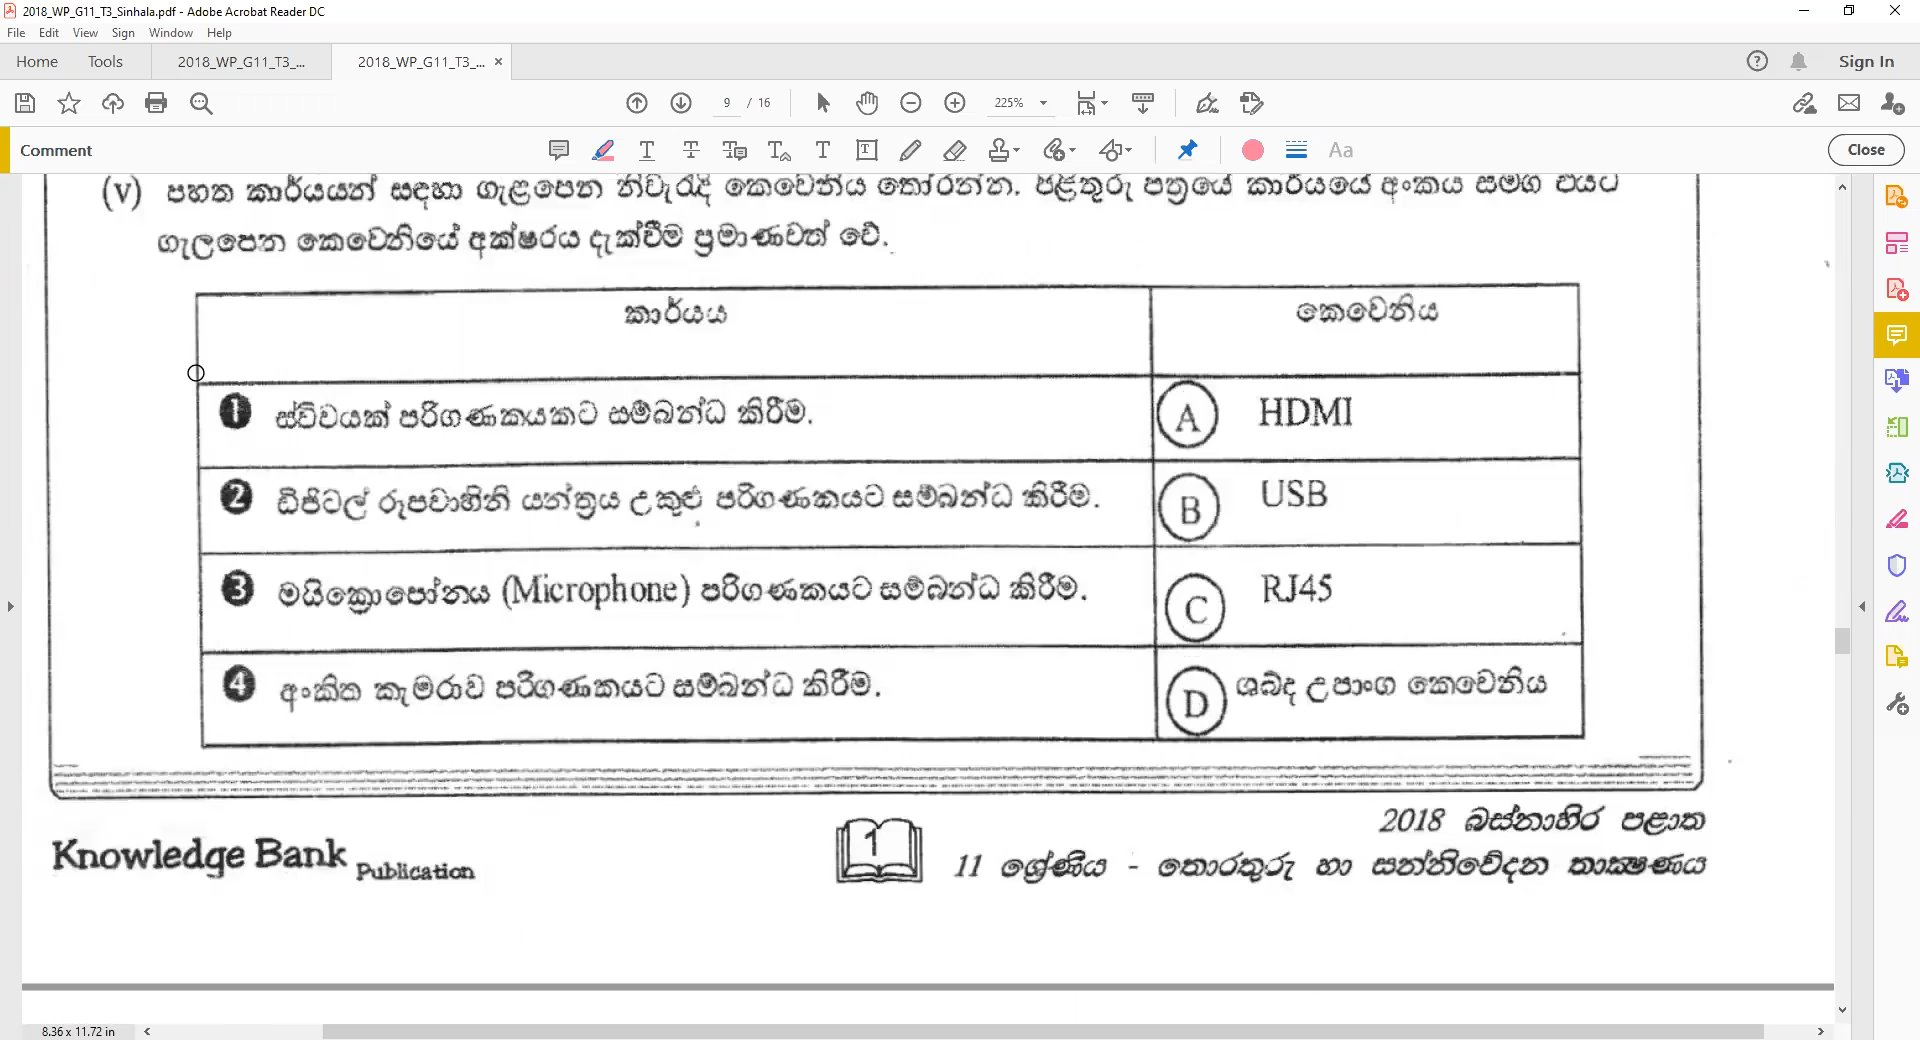 2018_WP_G11_T3_Sinhala.pdf - Adobe Acrobat Reader DC
File Edit View Sign Window Help
Home Tools 2018_WP_G11_T3_... 2018_WP_G11_T3_... × Sign In
9 / 16 225%
Comment Close
(v) පහත කාර්යයන් සඳහා ගැළපෙන නිවැරැදි කෙවෙනිය තෝරන්න. පිළිතුරු පත්‍රයේ කාර්යයේ අංකය සමග එයට
ගැලපෙන කෙවෙනියේ අක්ෂරය දැක්වීම ප්‍රමාණවත් වේ.
කාර්යය කෙවෙනිය
1 ස්විචයක් පරිගණකයකට සම්බන්ධ කිරීම. A HDMI
2 ඩිජිටල් රූපවාහිනි යන්ත්‍රය උකුළු පරිගණකයට සම්බන්ධ කිරීම. B USB
3 මයික්‍රොපෝනය (Microphone) පරිගණකයට සම්බන්ධ කිරීම. C RJ45
4 අංකිත කැමරාව පරිගණකයට සම්බන්ධ කිරීම. D ශබ්ද උපාංග කෙවෙනිය
2018 බස්නාහිර පළාත
Knowledge Bank Publication 1 11 ශ්‍රේණිය - තොරතුරු හා සන්නිවේදන තාක්ෂණය
8.36 x 11.72 in